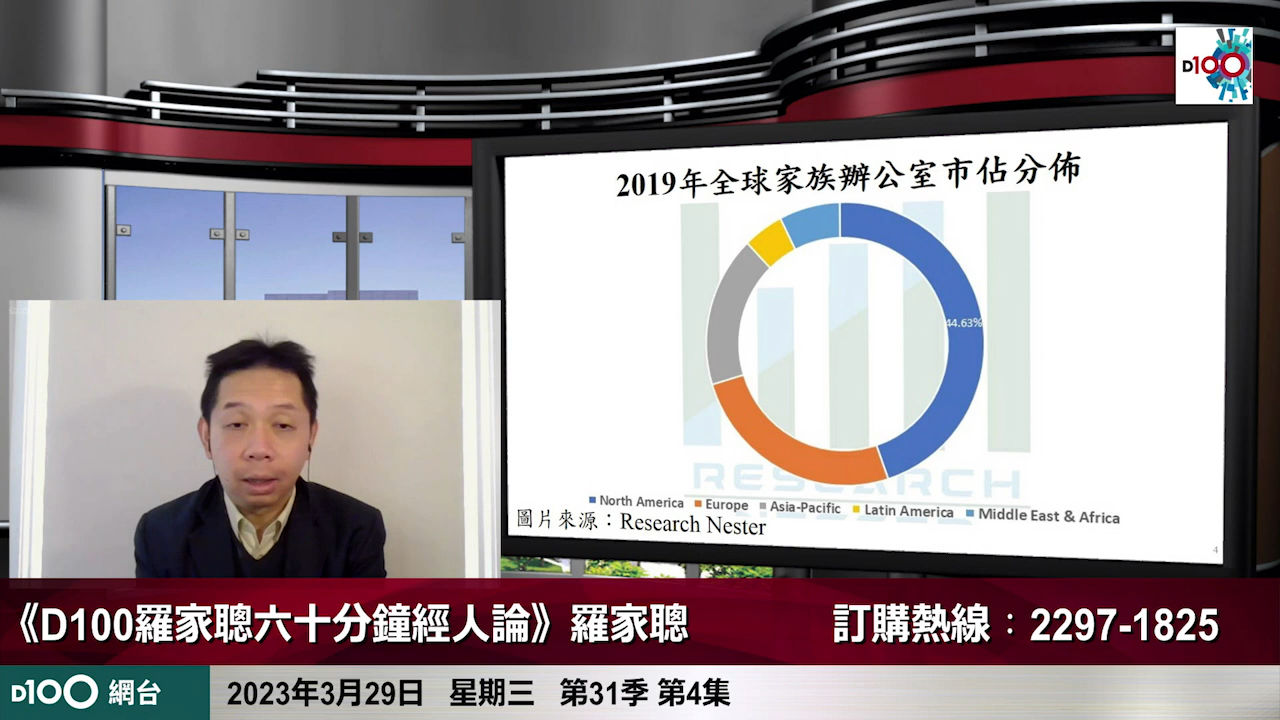 D100
2019年全球家族辦公室市佔分佈
44.63%
RESEARCH
North America Europe Asia-Pacific Latin America Middle East & Africa
圖片來源：Research Nester
4
《D100羅家聰六十分鐘經人論》羅家聰 訂購熱線：2297-1825
D100 網台 2023年3月29日 星期三 第31季 第4集